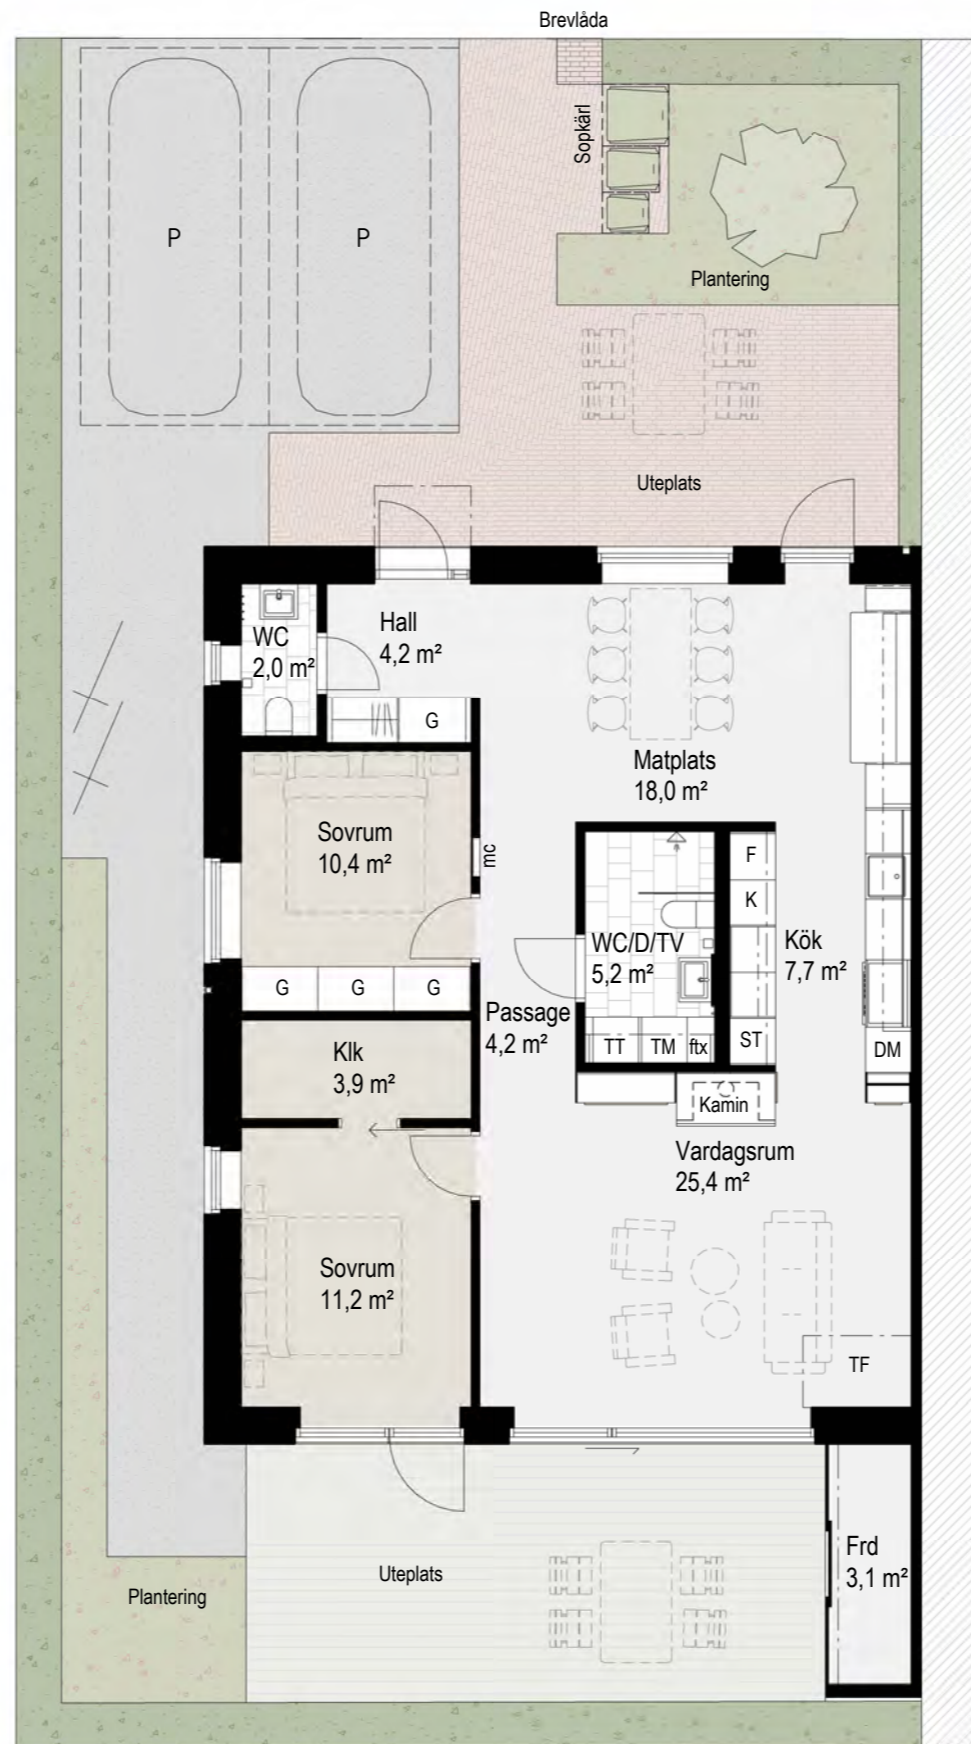 Brevlåda
Sopkärl
P
P
Plantering
Uteplats
WC
2,0 m²
Hall
4,2 m²
G
Matplats
18,0 m²
Sovrum
10,4 m²
mc
F
K
WC/D/TV
5,2 m²
Kök
7,7 m²
G
G
G
Passage
4,2 m²
TT
TM
ftx
ST
DM
Klk
3,9 m²
Kamin
Vardagsrum
25,4 m²
Sovrum
11,2 m²
TF
Uteplats
Plantering
Frd
3,1 m²